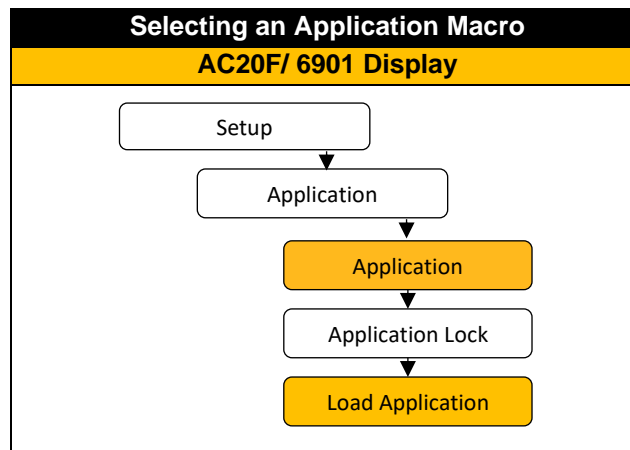 Selecting an Application Macro
AC20F/ 6901 Display
Setup
Application
Application
Application Lock
Load Application